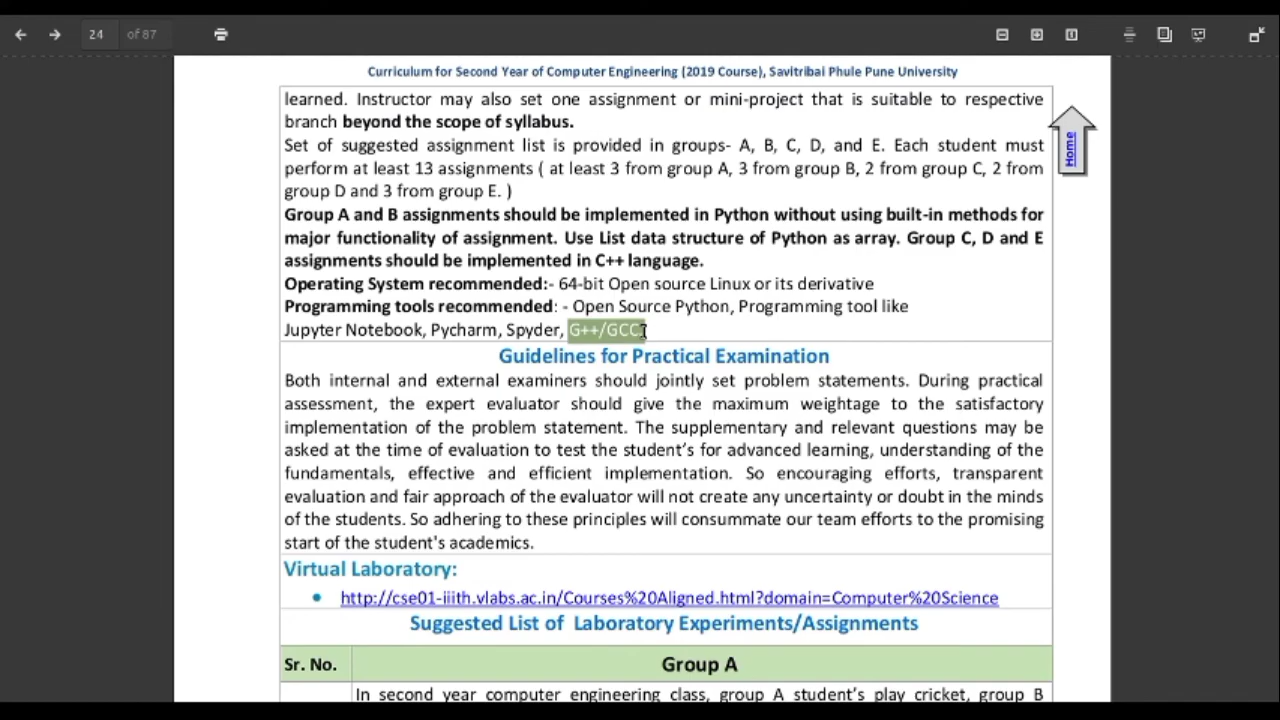 24 of 87
Curriculum for Second Year of Computer Engineering (2019 Course), Savitribai Phule Pune University
learned. Instructor may also set one assignment or mini-project that is suitable to respective
branch beyond the scope of syllabus.
Set of suggested assignment list is provided in groups- A, B, C, D, and E. Each student must
perform at least 13 assignments ( at least 3 from group A, 3 from group B, 2 from group C, 2 from
group D and 3 from group E. )
Group A and B assignments should be implemented in Python without using built-in methods for
major functionality of assignment. Use List data structure of Python as array. Group C, D and E
assignments should be implemented in C++ language.
Operating System recommended:- 64-bit Open source Linux or its derivative
Programming tools recommended: - Open Source Python, Programming tool like
Jupyter Notebook, Pycharm, Spyder, G++/GCC
Home
Guidelines for Practical Examination
Both internal and external examiners should jointly set problem statements. During practical
assessment, the expert evaluator should give the maximum weightage to the satisfactory
implementation of the problem statement. The supplementary and relevant questions may be
asked at the time of evaluation to test the student's for advanced learning, understanding of the
fundamentals, effective and efficient implementation. So encouraging efforts, transparent
evaluation and fair approach of the evaluator will not create any uncertainty or doubt in the minds
of the students. So adhering to these principles will consummate our team efforts to the promising
start of the student's academics.
Virtual Laboratory:
• http://cse01-iiith.vlabs.ac.in/Courses%20Aligned.html?domain=Computer%20Science
Suggested List of Laboratory Experiments/Assignments
Sr. No. Group A
In second year computer engineering class, group A student's play cricket, group B